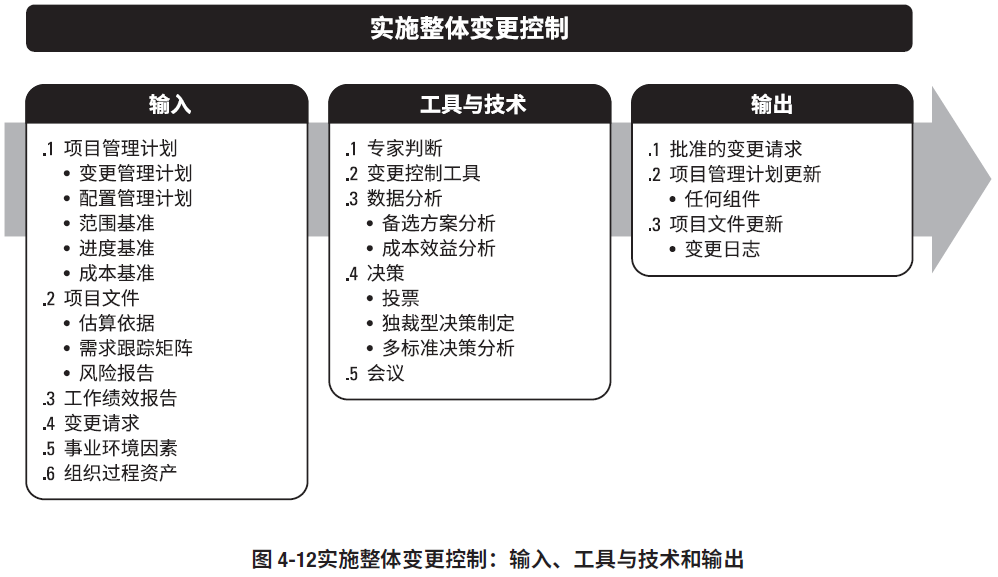 实施整体变更控制
输入
.1 项目管理计划
• 变更管理计划
• 配置管理计划
• 范围基准
• 进度基准
• 成本基准
.2 项目文件
• 估算依据
• 需求跟踪矩阵
• 风险报告
.3 工作绩效报告
.4 变更请求
.5 事业环境因素
.6 组织过程资产
工具与技术
.1 专家判断
.2 变更控制工具
.3 数据分析
• 备选方案分析
• 成本效益分析
.4 决策
• 投票
• 独裁型决策制定
• 多标准决策分析
.5 会议
输出
.1 批准的变更请求
.2 项目管理计划更新
• 任何组件
.3 项目文件更新
• 变更日志
图 4-12实施整体变更控制：输入、工具与技术和输出